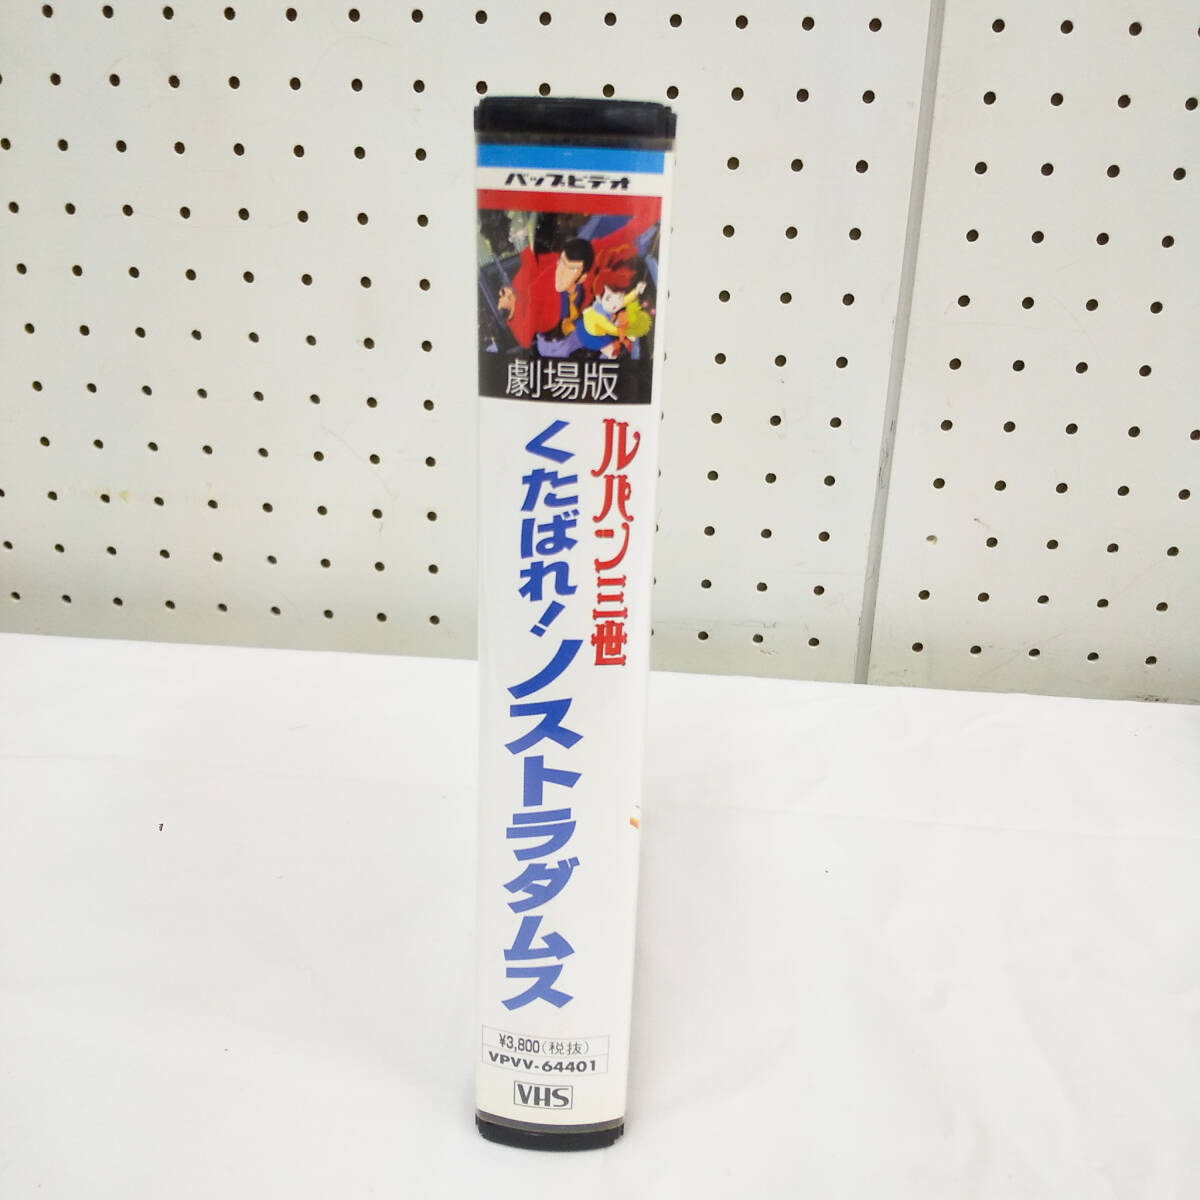 バップビデオ
劇場版
ルパン三世
くたばれ!ノストラダムス
¥3,800(税抜)
VPVV-64401
VHS